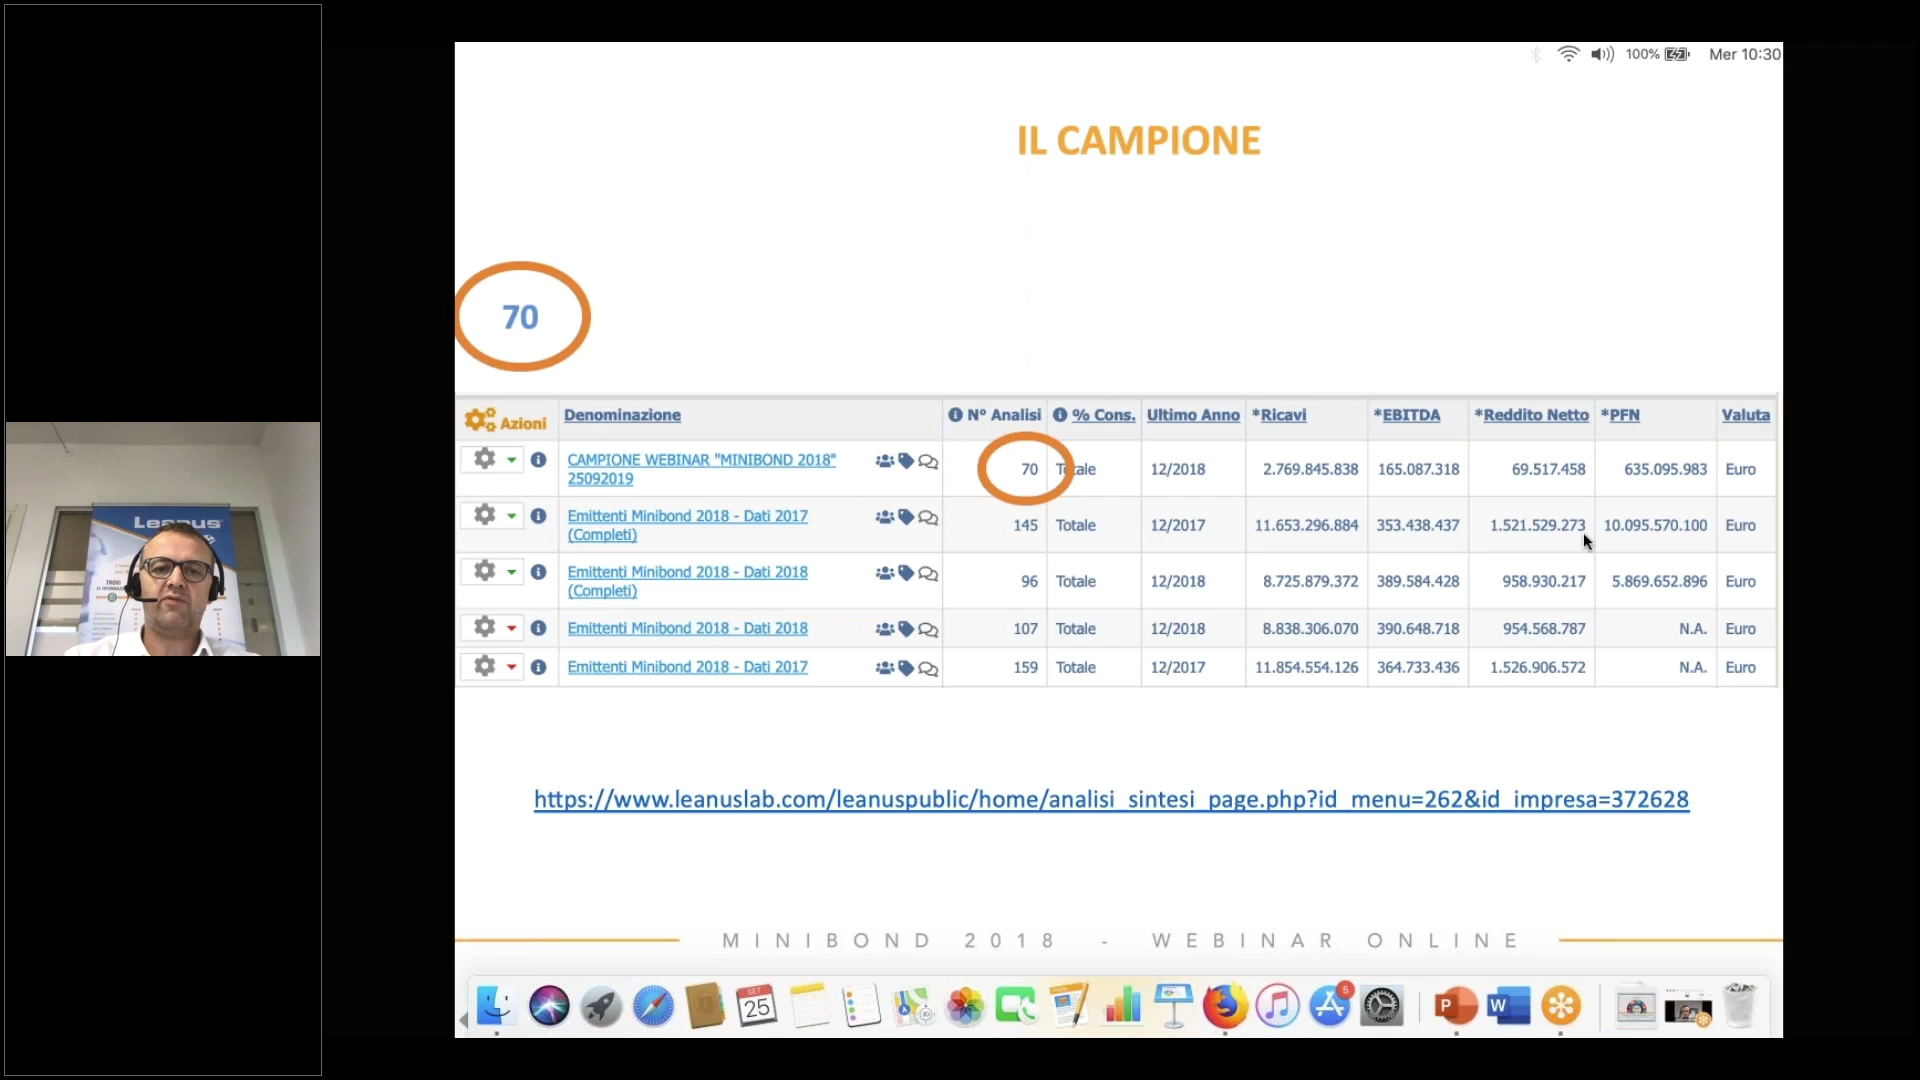 100% Mer 10:30
IL CAMPIONE
70
Azioni Denominazione N° Analisi % Cons. Ultimo Anno *Ricavi *EBITDA *Reddito Netto *PFN Valuta
CAMPIONE WEBINAR "MINIBOND 2018" 70 Totale 12/2018 2.769.845.838 165.087.318 69.517.458 635.095.983 Euro
25092019
Emittenti Minibond 2018 - Dati 2017 145 Totale 12/2017 11.653.296.884 353.438.437 1.521.529.273 10.095.570.100 Euro
(Completi)
Emittenti Minibond 2018 - Dati 2018 96 Totale 12/2018 8.725.879.372 389.584.428 958.930.217 5.869.652.896 Euro
(Completi)
Emittenti Minibond 2018 - Dati 2018 107 Totale 12/2018 8.838.306.070 390.648.718 954.568.787 N.A. Euro
Emittenti Minibond 2018 - Dati 2017 159 Totale 12/2017 11.854.554.126 364.733.436 1.526.906.572 N.A. Euro
https://www.leanuslab.com/leanuspublic/home/analisi_sintesi_page.php?id_menu=262&id_impresa=372628
MINIBOND 2018 - WEBINAR ONLINE
Leanus
TROVI
SET
25
5
P
W